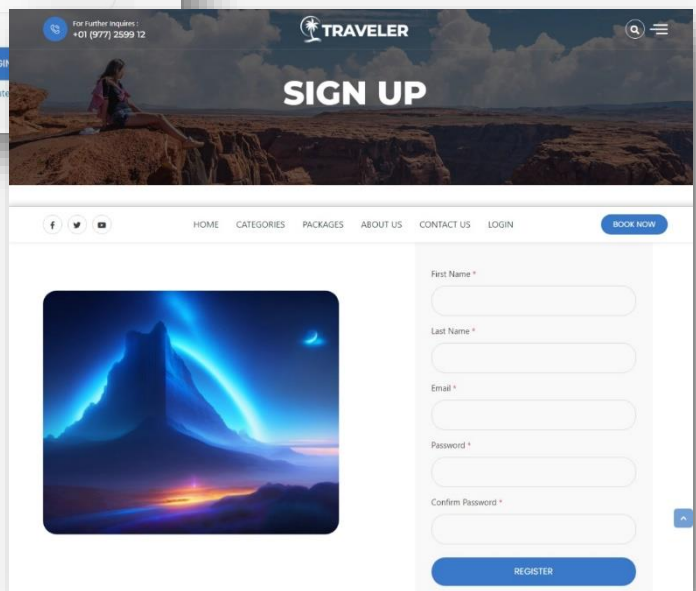 For Further Inquires :
+01 (977) 2599 12
TRAVELER
SIGN UP
HOME CATEGORIES PACKAGES ABOUT US CONTACT US LOGIN
BOOK NOW
First Name *
Last Name *
Email *
Password *
Confirm Password *
REGISTER